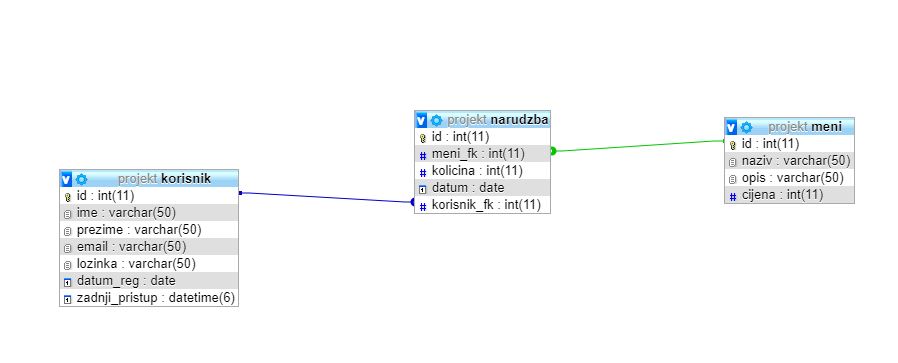 projekt korisnik
id : int(11)
ime : varchar(50)
prezime : varchar(50)
email : varchar(50)
lozinka : varchar(50)
datum_reg : date
zadnji_pristup : datetime(6)
projekt narudzba
id : int(11)
meni_fk : int(11)
kolicina : int(11)
datum : date
korisnik_fk : int(11)
projekt meni
id : int(11)
naziv : varchar(50)
opis : varchar(50)
cijena : int(11)